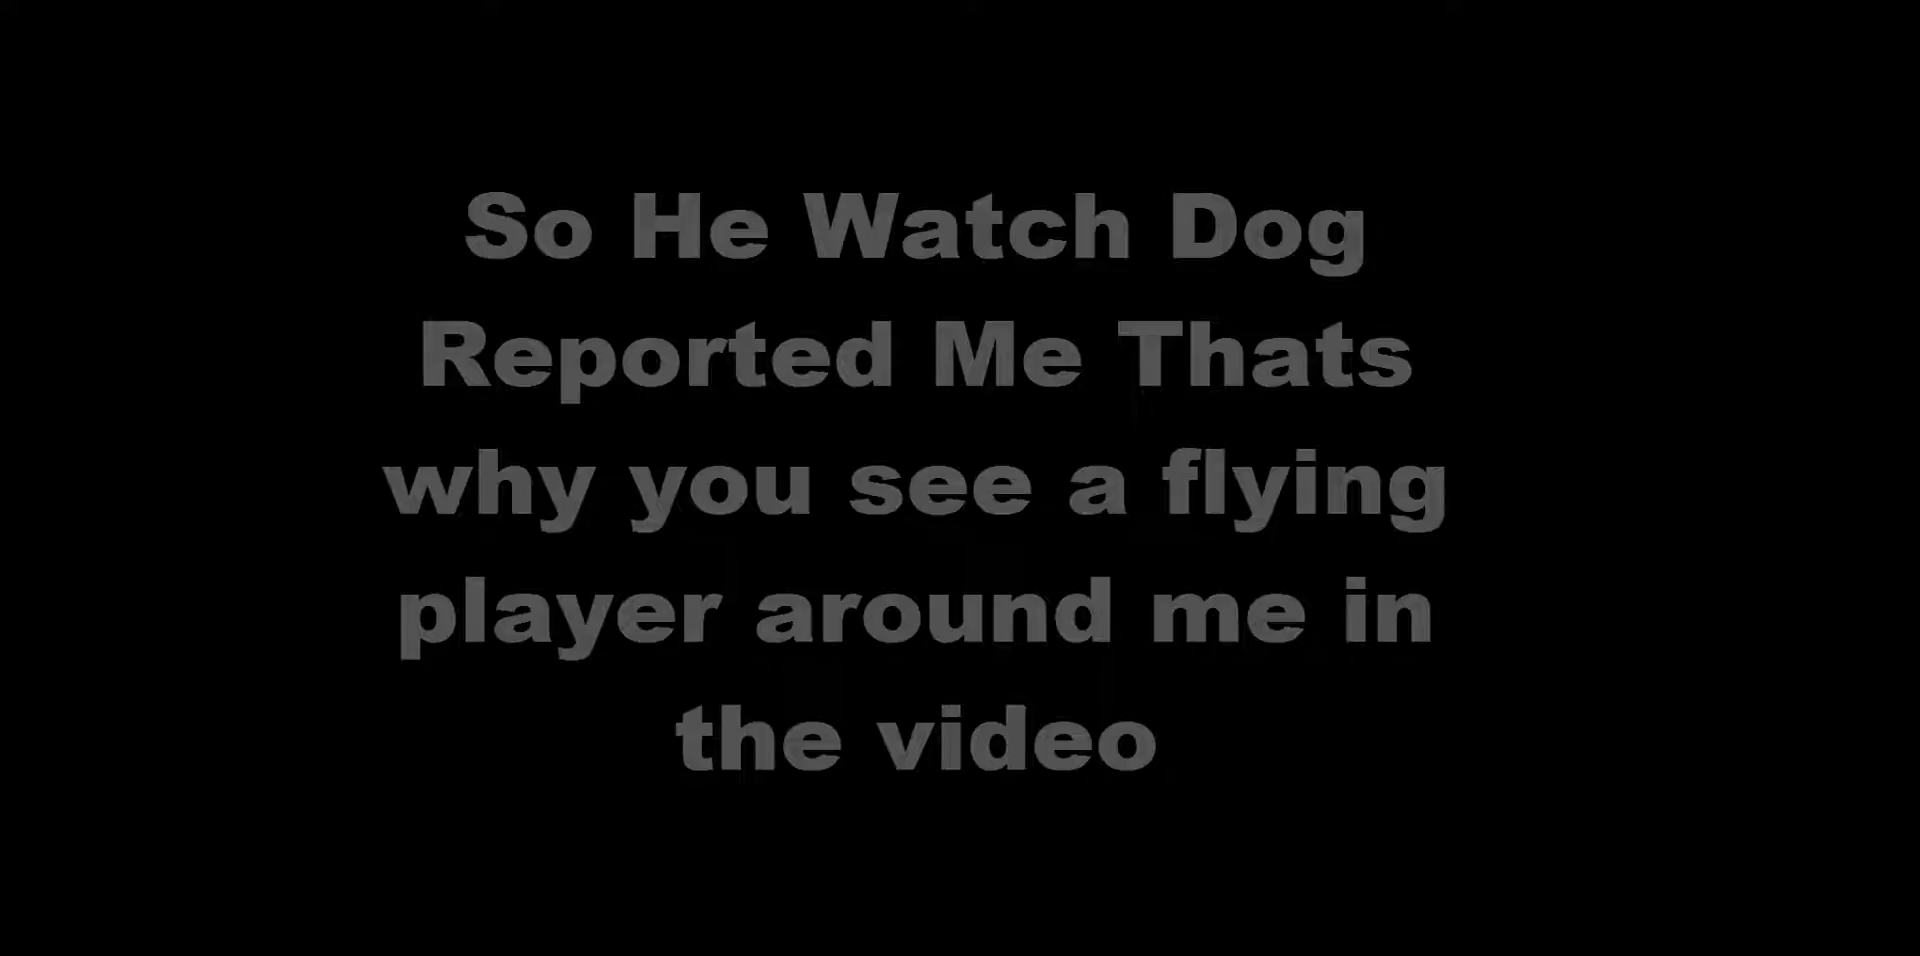 So He Watch Dog
Reported Me Thats
why you see a flying
player around me in
the video